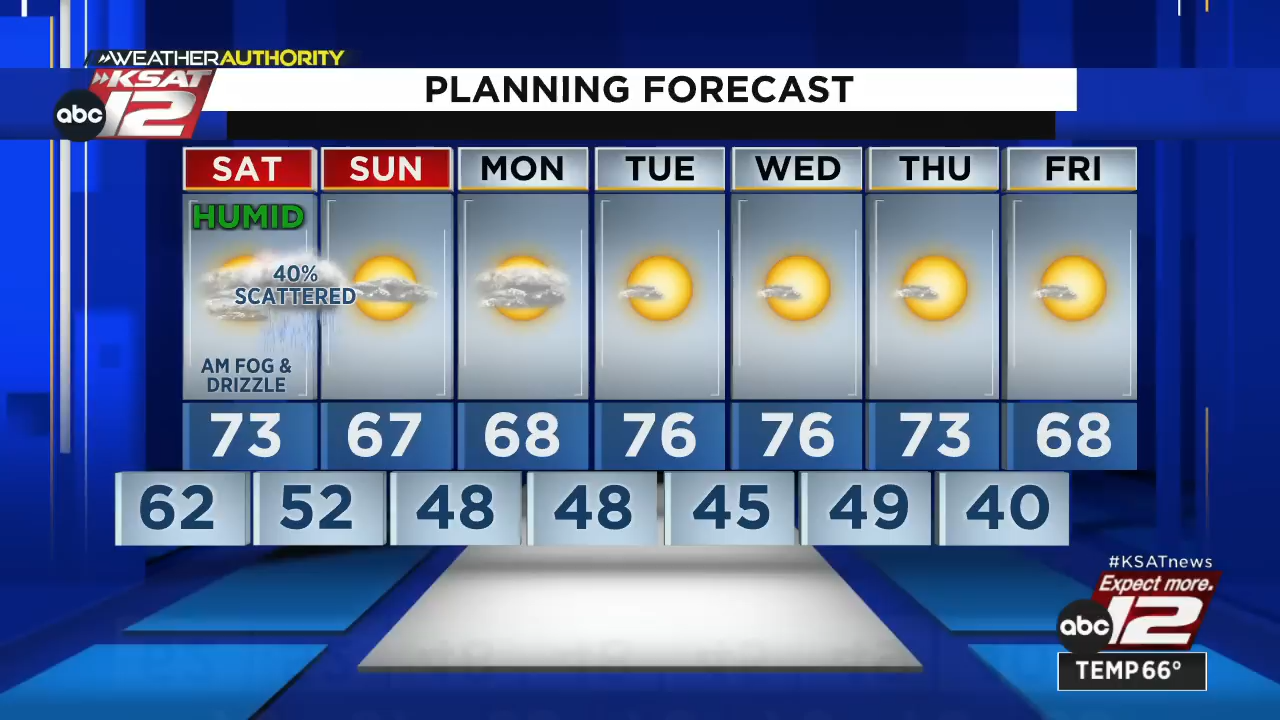 WEATHERAUTHORITY
KSAT
abc 12
PLANNING FORECAST
SAT SUN MON TUE WED THU FRI
HUMID
40%
SCATTERED
AM FOG &
DRIZZLE
73 67 68 76 76 73 68
62 52 48 48 45 49 40
#KSATnews
Expect more.
abc 12
TEMP 66°